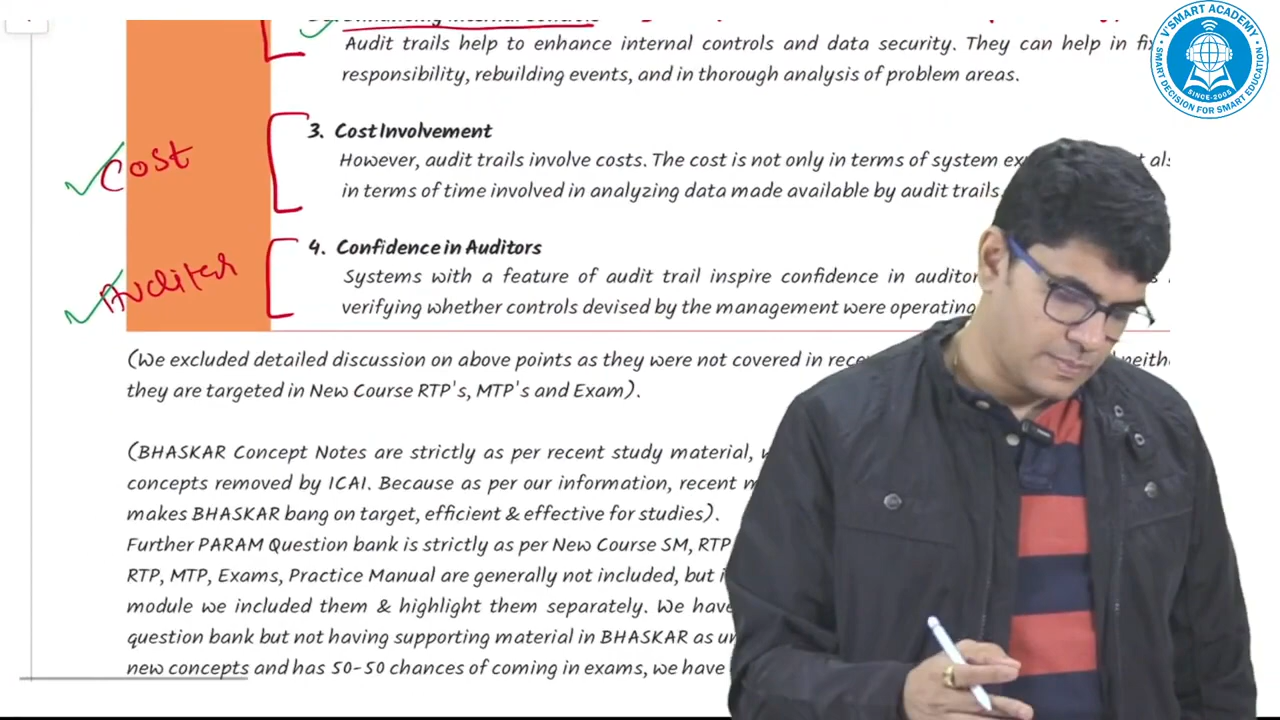 Enhancing Internal Controls
Audit trails help to enhance internal controls and data security. They can help in
responsibility, rebuilding events, and in thorough analysis of problem areas.
3. Cost Involvement
However, audit trails involve costs. The cost is not only in terms of system
in terms of time involved in analyzing data made available by audit trails.
Cost
4. Confidence in Auditors
Systems with a feature of audit trail inspire confidence in
verifying whether controls devised by the management were
Auditor
(We excluded detailed discussion on above points as they were not covered in
they are targeted in New Course RTP's, MTP's and Exam).
(BHASKAR Concept Notes are strictly as per recent study material,
concepts removed by ICAI. Because as per our information, recent
makes BHASKAR bang on target, efficient & effective for studies).
Further PARAM Question bank is strictly as per New Course SM, RTP
RTP, MTP, Exams, Practice Manual are generally not included, but
module we included them & highlight them separately. We have
question bank but not having supporting material in BHASKAR as
new concepts and has 50-50 chances of coming in exams, we have
V'SMART ACADEMY
SINCE-2005
SMART DECISION FOR SMART EDUCATION